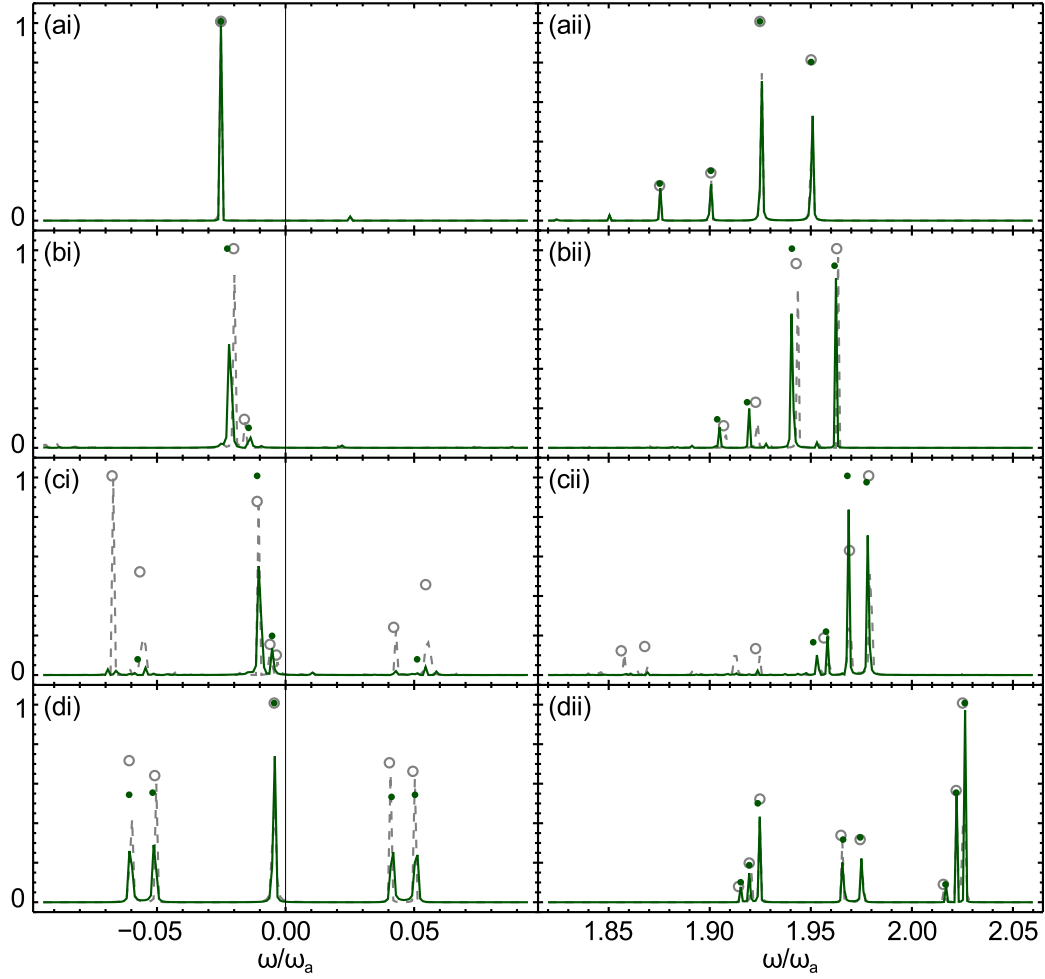 1 (ai) (aii)
0
1 (bi) (bii)
0
1 (ci) (cii)
0
1 (di) (dii)
0
−0.05 0.00 0.05 1.85 1.90 1.95 2.00 2.05
ω/ωa ω/ωa